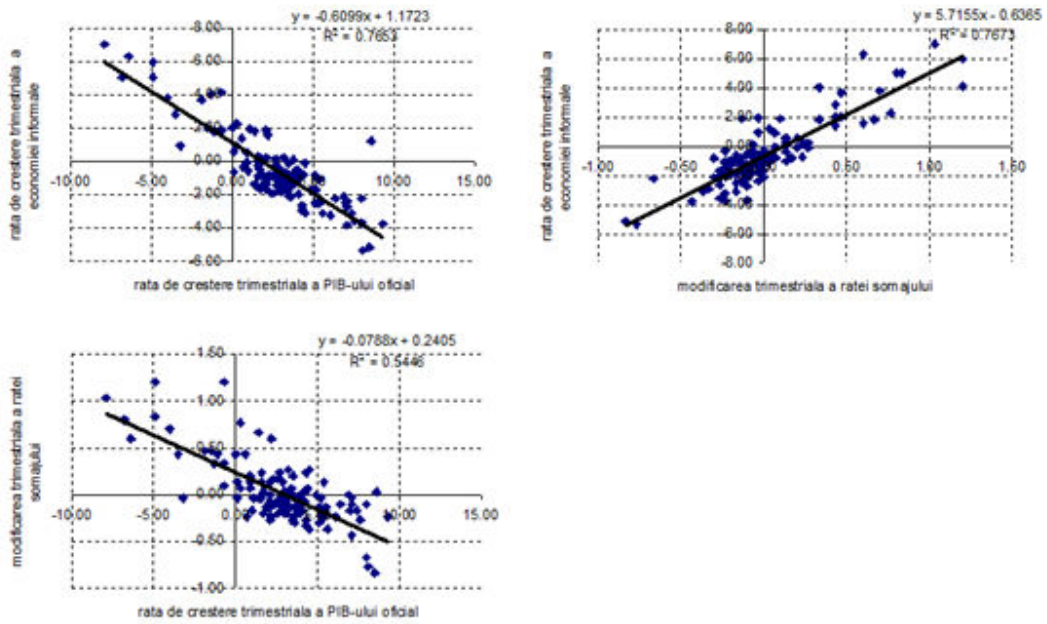 y = -0.6099x + 1.1723
R² = 0.7653
8.00
6.00
4.00
2.00
0.00
-10.00 -5.00 0.00 5.00 10.00 15.00
-2.00
-4.00
-6.00
rata de crestere trimestriala a
economiei informale
rata de crestere trimestriala a PIB-ului oficial
y = 5.7155x - 0.6365
R² = 0.7673
8.00
6.00
4.00
2.00
0.00
-1.00 -0.50 0.00 0.50 1.00 1.50
-2.00
-4.00
-6.00
-8.00
rata de crestere trimestriala a
economiei informale
modificarea trimestriala a ratei somajului
y = -0.0788x + 0.2405
R² = 0.5446
1.50
1.00
0.50
0.00
-10.00 -5.00 0.00 5.00 10.00 15.00
-0.50
-1.00
modificarea trimestriala a ratei
somajului
rata de crestere trimestriala a PIB-ului oficial